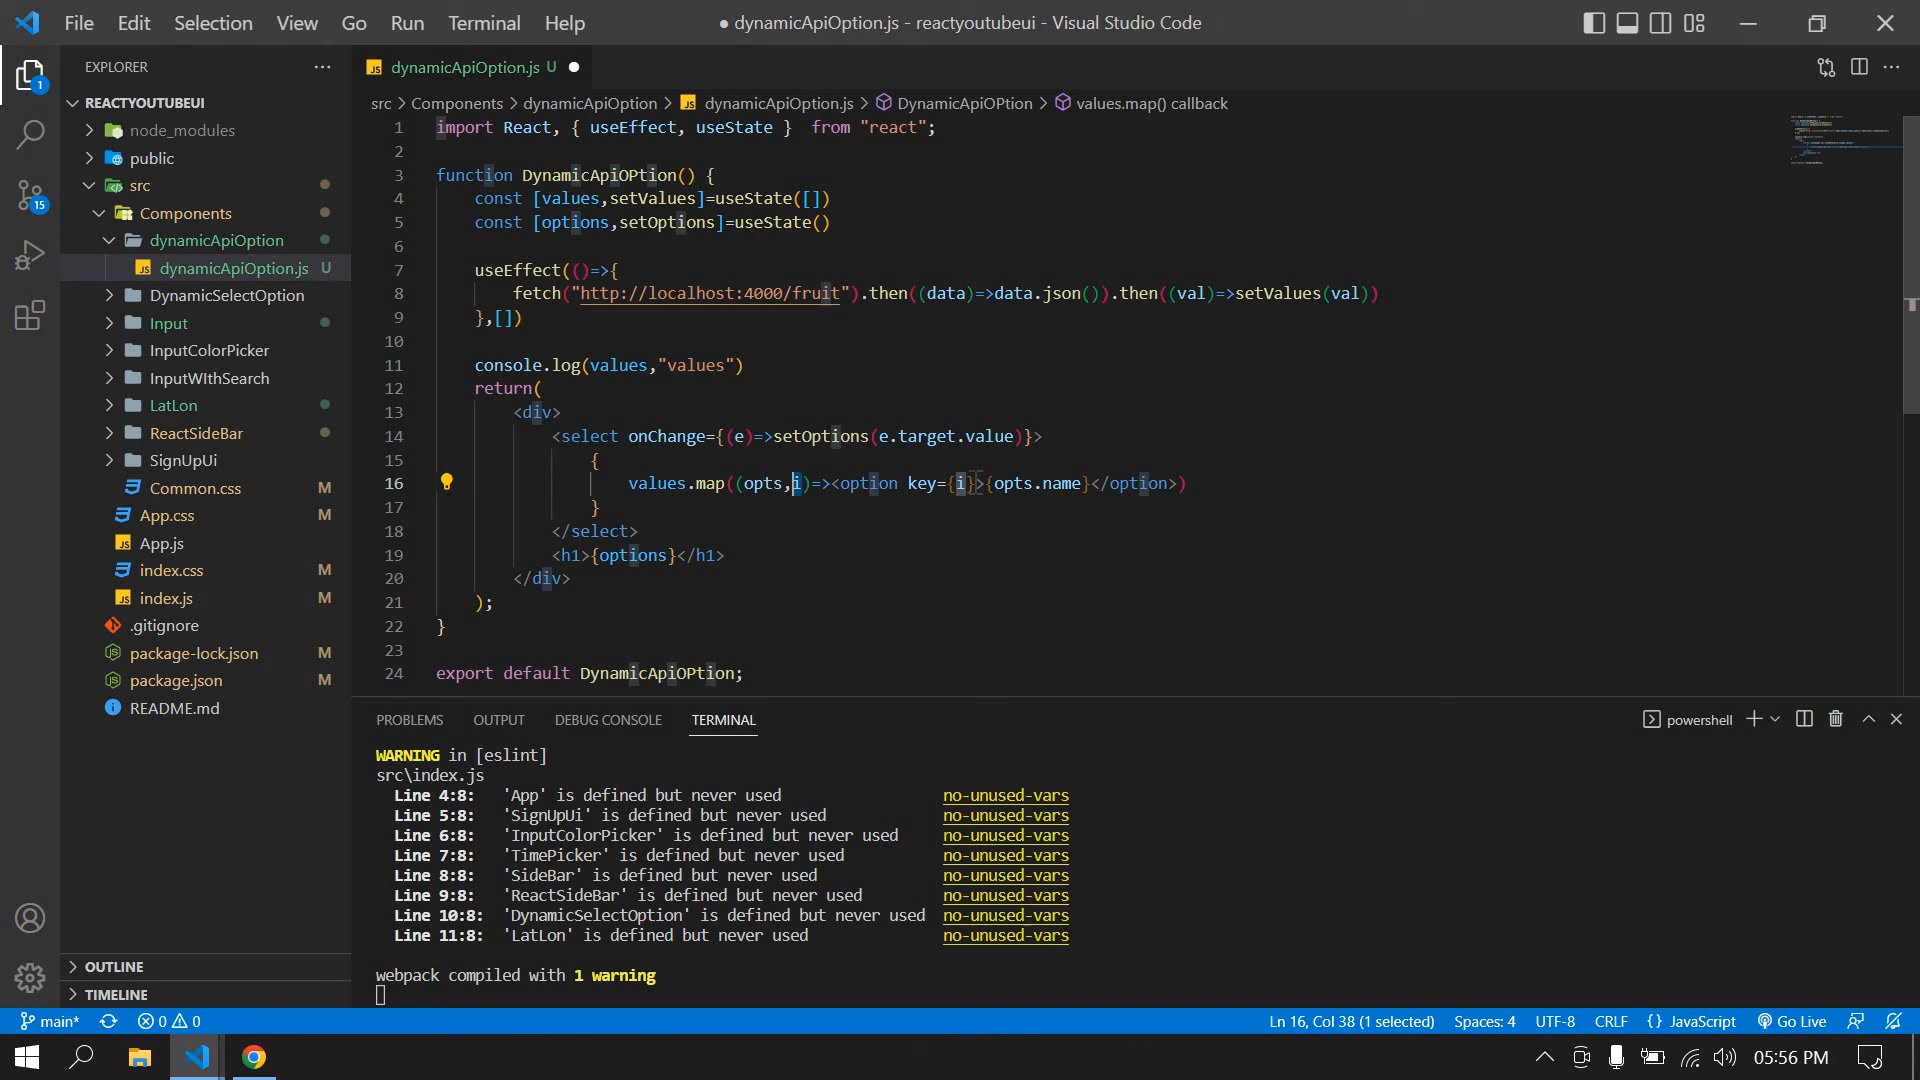 File Edit Selection View Go Run Terminal Help
● dynamicApiOption.js - reactyoutubeui - Visual Studio Code
EXPLORER
REACTYOUTUBEUI
node_modules
public
src
Components
dynamicApiOption
dynamicApiOption.js U
DynamicSelectOption
Input
InputColorPicker
InputWIthSearch
LatLon
ReactSideBar
SignUpUi
Common.css M
App.css M
App.js
index.css M
index.js M
.gitignore
package-lock.json M
package.json M
README.md
OUTLINE
TIMELINE
1
15
dynamicApiOption.js U
src > Components > dynamicApiOption > dynamicApiOption.js > DynamicApiOPtion > values.map() callback
1 import React, { useEffect, useState }  from "react";
2
3 function DynamicApiOPtion() {
4 const [values,setValues]=useState([])
5 const [options,setOptions]=useState()
6
7 useEffect(()=>{
8 fetch("http://localhost:4000/fruit").then((data)=>data.json()).then((val)=>setValues(val))
9 },[])
10
11 console.log(values,"values")
12 return(
13 <div>
14 <select onChange={(e)=>setOptions(e.target.value)}>
15 {
16 values.map((opts,i)=><option key={i}>{opts.name}</option>)
17 }
18 </select>
19 <h1>{options}</h1>
20 </div>
21 );
22 }
23
24 export default DynamicApiOPtion;
PROBLEMS OUTPUT DEBUG CONSOLE TERMINAL
powershell
WARNING in [eslint]
src\index.js
Line 4:8: 'App' is defined but never used no-unused-vars
Line 5:8: 'SignUpUi' is defined but never used no-unused-vars
Line 6:8: 'InputColorPicker' is defined but never used no-unused-vars
Line 7:8: 'TimePicker' is defined but never used no-unused-vars
Line 8:8: 'SideBar' is defined but never used no-unused-vars
Line 9:8: 'ReactSideBar' is defined but never used no-unused-vars
Line 10:8: 'DynamicSelectOption' is defined but never used no-unused-vars
Line 11:8: 'LatLon' is defined but never used no-unused-vars
webpack compiled with 1 warning
main* 0 0
Ln 16, Col 38 (1 selected) Spaces: 4 UTF-8 CRLF {} JavaScript Go Live
05:56 PM